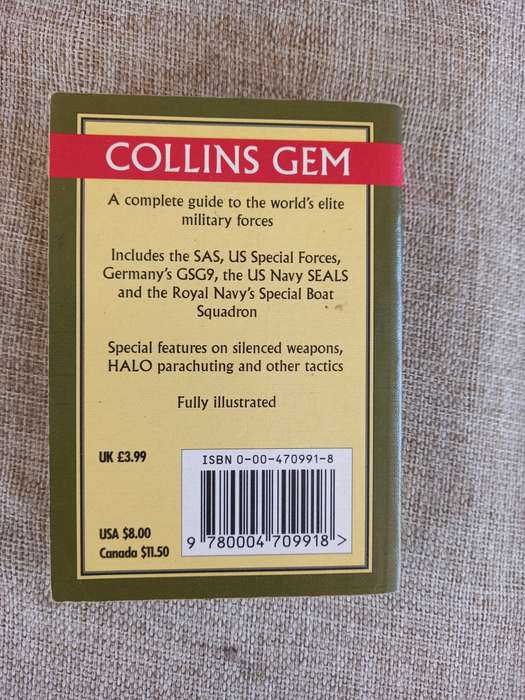 COLLINS GEM
A complete guide to the world's elite
military forces
Includes the SAS, US Special Forces,
Germany's GSG9, the US Navy SEALS
and the Royal Navy's Special Boat
Squadron
Special features on silenced weapons,
HALO parachuting and other tactics
Fully illustrated
UK £3.99
ISBN 0-00-470991-8
USA $8.00
Canada $11.50
9 780004 709918 >